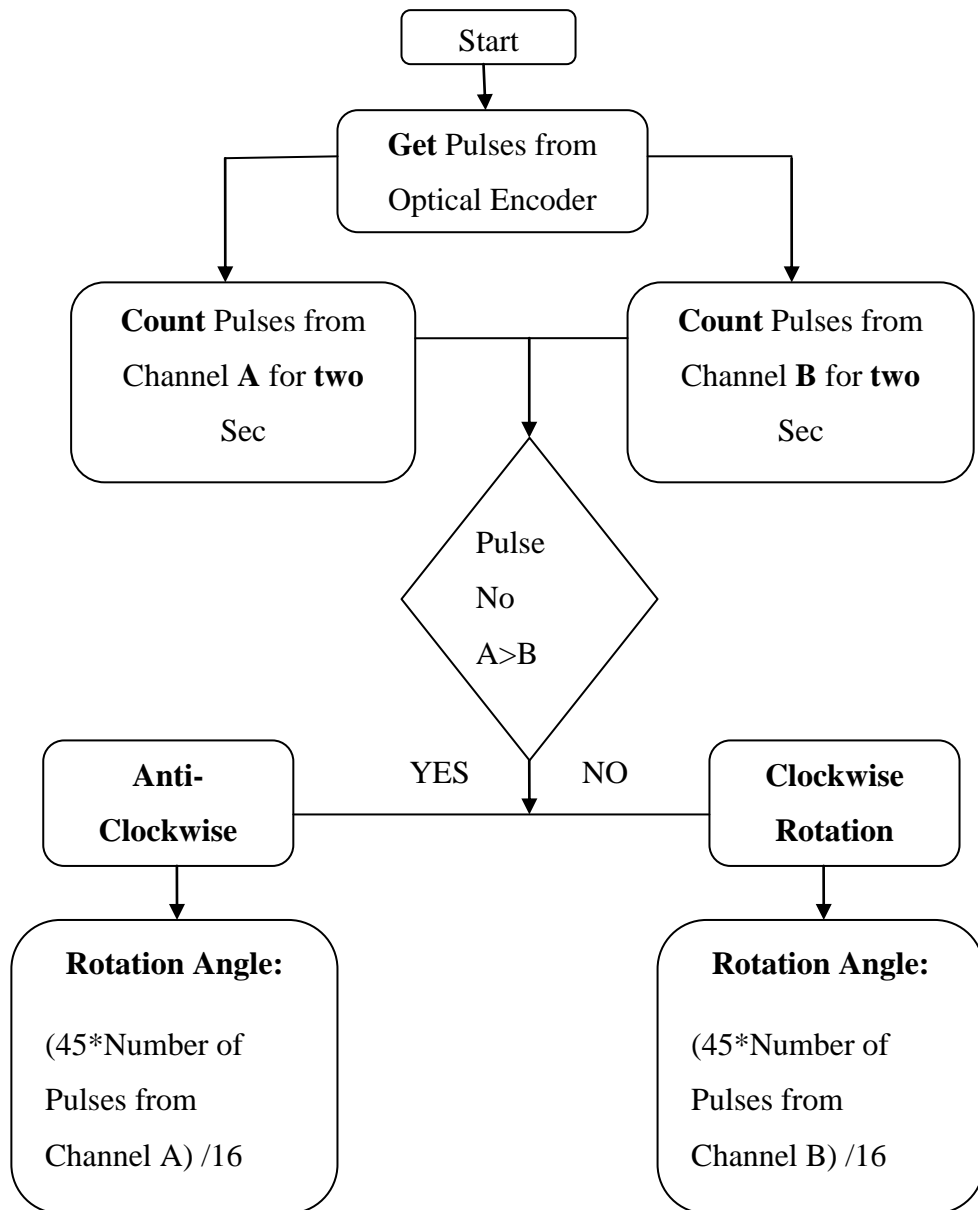 Start
Get Pulses from
Optical Encoder
Count Pulses from
Channel A for two
Sec
Count Pulses from
Channel B for two
Sec
Pulse
No
A>B
YES
NO
Anti-
Clockwise
Clockwise
Rotation
Rotation Angle:
(45*Number of
Pulses from
Channel A) /16
Rotation Angle:
(45*Number of
Pulses from
Channel B) /16